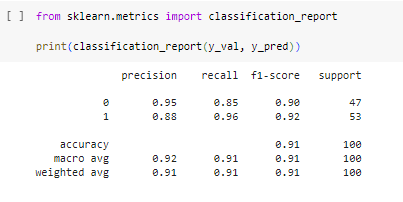 [ ] from sklearn.metrics import classification_report
print(classification_report(y_val, y_pred))
precision recall f1-score support
0 0.95 0.85 0.90 47
1 0.88 0.96 0.92 53
accuracy 0.91 100
macro avg 0.92 0.91 0.91 100
weighted avg 0.91 0.91 0.91 100